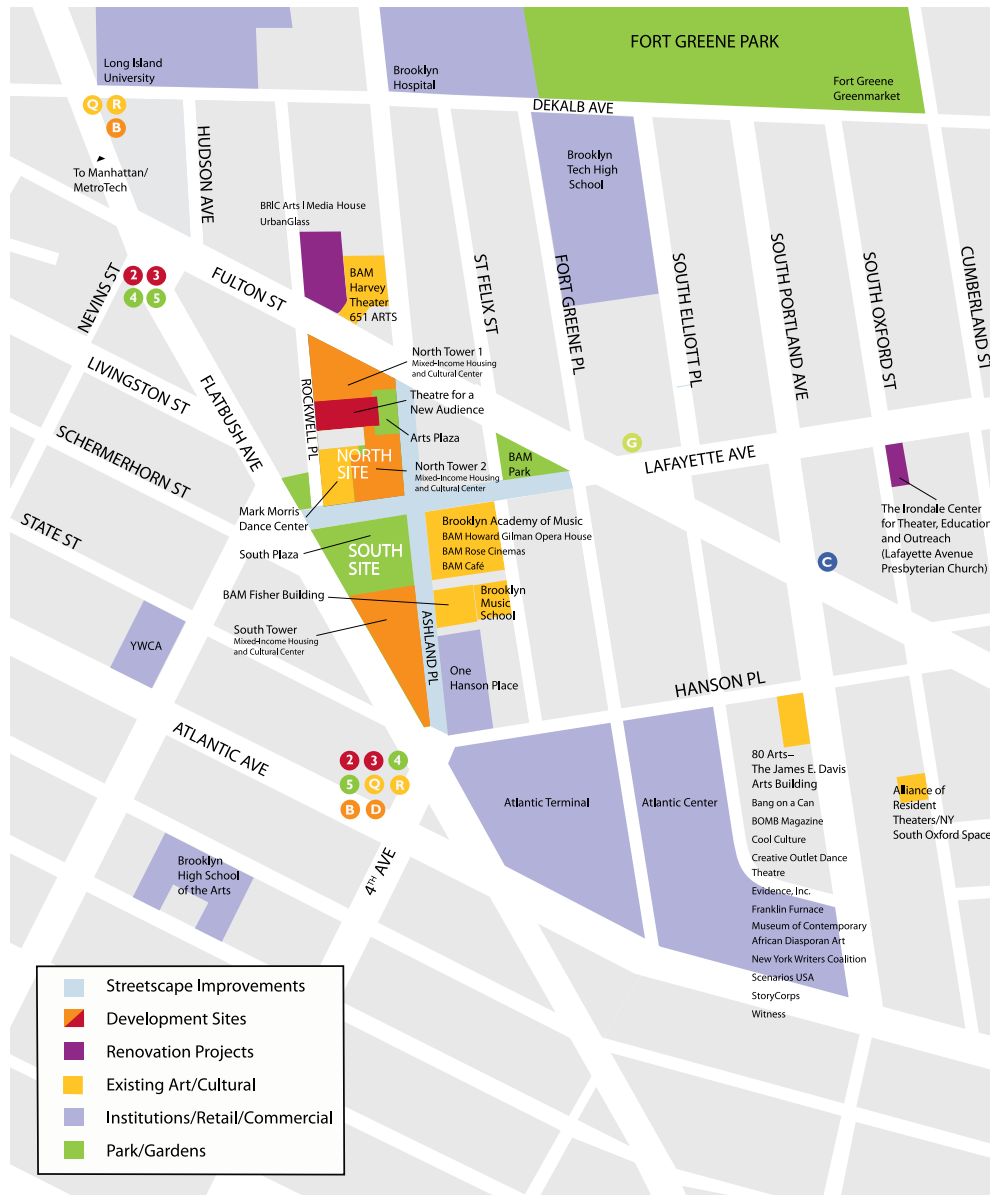 FORT GREENE PARK
Long Island
University
Brooklyn
Hospital
Fort Greene
Greenmarket
DEKALB AVE
Q
R
B
To Manhattan/
MetroTech
HUDSON AVE
Brooklyn
Tech High
School
BRIC Arts | Media House
UrbanGlass
BAM
Harvey
Theater
651 ARTS
NEVINS ST
2
3
4
5
FULTON ST
ST FELIX ST
FORT GREENE PL
SOUTH ELLIOTT PL
SOUTH PORTLAND AVE
SOUTH OXFORD ST
CUMBERLAND ST
LIVINGSTON ST
FLATBUSH AVE
ROCKWELL PL
North Tower 1
Mixed-Income Housing
and Cultural Center
Theatre for a
New Audience
Arts Plaza
SCHERMERHORN ST
NORTH
SITE
North Tower 2
Mixed-Income Housing
and Cultural Center
BAM
Park
G
LAFAYETTE AVE
STATE ST
Mark Morris
Dance Center
South Plaza
SOUTH
SITE
Brooklyn Academy of Music
BAM Howard Gilman Opera House
BAM Rose Cinemas
BAM Café
The Irondale Center
for Theater, Education
and Outreach
(Lafayette Avenue
Presbyterian Church)
C
BAM Fisher Building
Brooklyn
Music
School
South Tower
Mixed-Income Housing
and Cultural Center
ASHLAND PL
YWCA
One
Hanson Place
HANSON PL
ATLANTIC AVE
2
3
4
5
Q
R
B
D
Atlantic Terminal
Atlantic Center
80 Arts–
The James E. Davis
Arts Building
Bang on a Can
BOMB Magazine
Cool Culture
Creative Outlet Dance
Theatre
Evidence, Inc.
Franklin Furnace
Museum of Contemporary
African Diasporan Art
New York Writers Coalition
Scenarios USA
StoryCorps
Witness
Alliance of
Resident
Theaters/NY
South Oxford Space
Brooklyn
High School
of the Arts
4TH AVE
Streetscape Improvements
Development Sites
Renovation Projects
Existing Art/Cultural
Institutions/Retail/Commercial
Park/Gardens